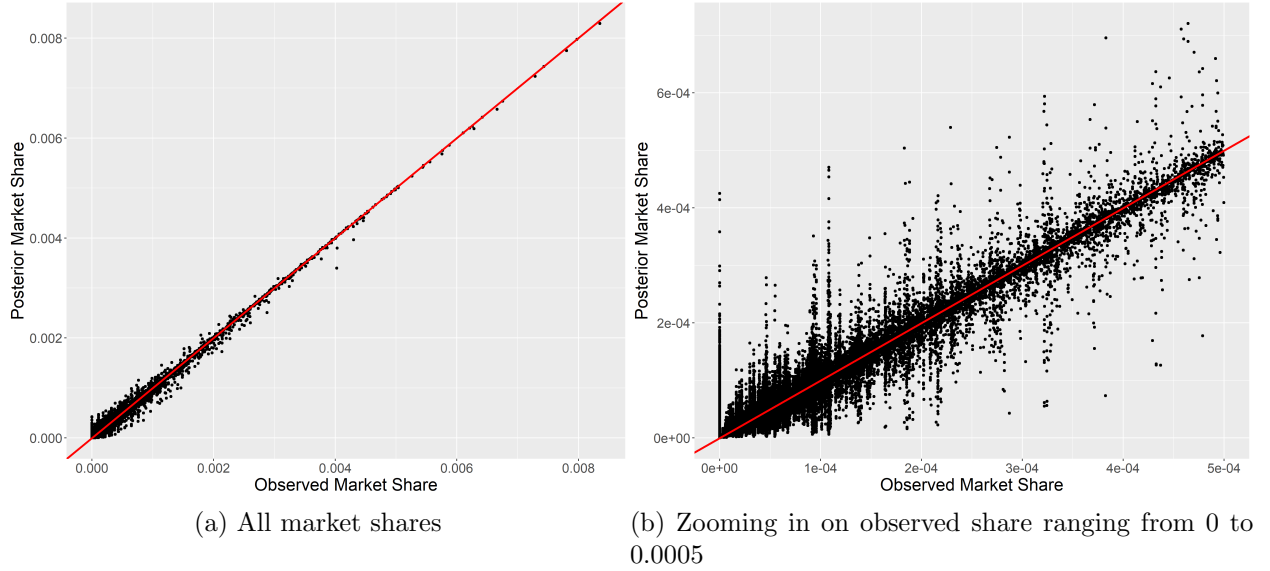 0.008
0.006
0.004
0.002
0.000
Posterior Market Share
0.000 0.002 0.004 0.006 0.008
Observed Market Share
(a) All market shares
6e-04
4e-04
2e-04
0e+00
Posterior Market Share
0e+00 1e-04 2e-04 3e-04 4e-04 5e-04
Observed Market Share
(b) Zooming in on observed share ranging from 0 to
0.0005